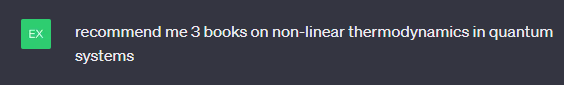 EX
recommend me 3 books on non-linear thermodynamics in quantum
systems